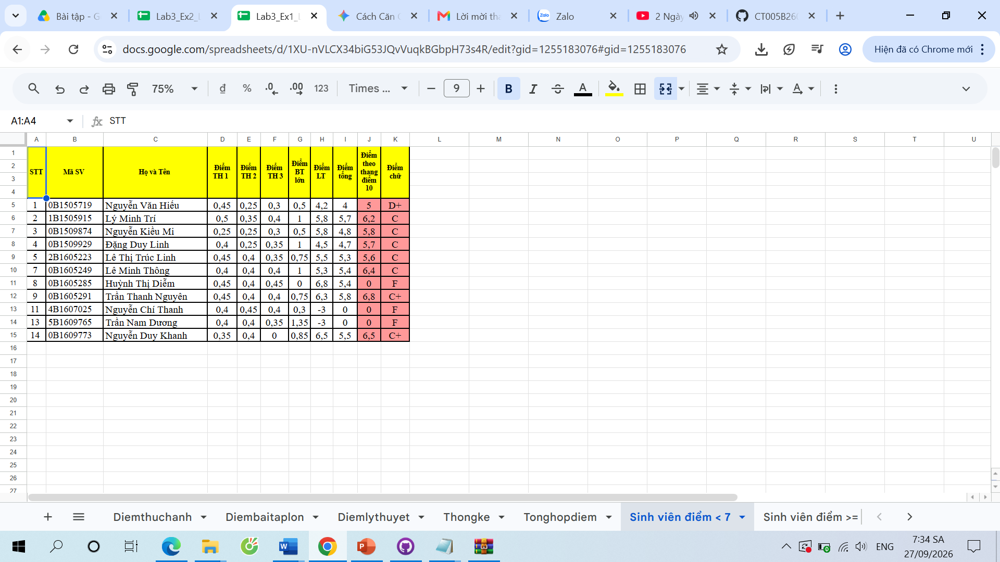 Bài tập - G
Lab3_Ex2_L
Lab3_Ex1_L
Cách Căn C
Lời mời tha
Zalo
Zalo
2 Ngày
CT005B260
docs.google.com/spreadsheets/d/1XU-nVLCX34biG53JQvVuqkBGbpH73s4R/edit?gid=1255183076#gid=1255183076
Hiện đã có Chrome mới
75% đ % .0 .00 123 Times ... 9 B I S A A
A1:A4 fx STT
A B C D E F G H I J K L M N O P Q R S T U
STT Mã SV Họ và Tên Điểm TH 1 Điểm TH 2 Điểm TH 3 Điểm BT lớn Điểm LT Điểm tổng Điểm theo thang điểm 10 Điểm chữ
1
2
3
4
5 1 0B1505719 Nguyễn Văn Hiếu 0,45 0,25 0,3 0,5 4,2 4 5 D+
6 2 1B1505915 Lý Minh Trí 0,5 0,35 0,4 1 5,8 5,7 6,2 C
7 3 0B1509874 Nguyễn Kiều Mi 0,25 0,25 0,3 0,5 5,8 4,8 5,8 C
8 4 0B1509929 Đặng Duy Linh 0,4 0,25 0,35 1 4,5 4,7 5,7 C
9 5 2B1605223 Lê Thị Trúc Linh 0,45 0,4 0,35 0,75 5,5 5,3 5,6 C
10 7 0B1605249 Lê Minh Thông 0,4 0,4 0,4 1 5,3 5,4 6,4 C
11 8 0B1605285 Huỳnh Thị Diễm 0,45 0,4 0,45 0 6,8 5,4 0 F
12 9 0B1605291 Trần Thanh Nguyên 0,45 0,4 0,4 0,75 6,3 5,8 6,8 C+
13 11 4B1607025 Nguyễn Chí Thanh 0,4 0,45 0,4 0,3 -3 0 0 F
14 13 5B1609765 Trần Nam Dương 0,4 0,4 0,35 1,35 -3 0 0 F
15 14 0B1609773 Nguyễn Duy Khanh 0,35 0,4 0 0,85 6,5 5,5 6,5 C+
16
17
18
19
20
21
22
23
24
25
26
27
Diemthuchanh Diembaitaplon Diemlythuyet Thongke Tonghopdiem Sinh viên điểm < 7 Sinh viên điểm >=
W P ENG 7:34 SA
27/09/2026